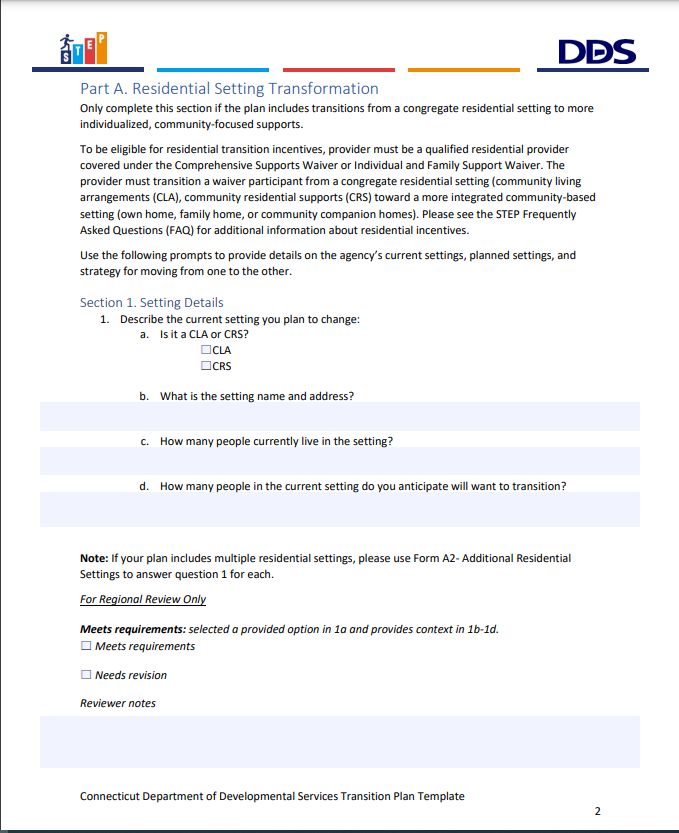 STEP
DDS
Part A. Residential Setting Transformation
Only complete this section if the plan includes transitions from a congregate residential setting to more
individualized, community-focused supports.
To be eligible for residential transition incentives, provider must be a qualified residential provider
covered under the Comprehensive Supports Waiver or Individual and Family Support Waiver. The
provider must transition a waiver participant from a congregate residential setting (community living
arrangements (CLA), community residential supports (CRS) toward a more integrated community-based
setting (own home, family home, or community companion homes). Please see the STEP Frequently
Asked Questions (FAQ) for additional information about residential incentives.
Use the following prompts to provide details on the agency's current settings, planned settings, and
strategy for moving from one to the other.
Section 1. Setting Details
1. Describe the current setting you plan to change:
a. Is it a CLA or CRS?
☐CLA
☐CRS
b. What is the setting name and address?
c. How many people currently live in the setting?
d. How many people in the current setting do you anticipate will want to transition?
Note: If your plan includes multiple residential settings, please use Form A2- Additional Residential
Settings to answer question 1 for each.
For Regional Review Only
Meets requirements: selected a provided option in 1a and provides context in 1b-1d.
☐ Meets requirements
☐ Needs revision
Reviewer notes
Connecticut Department of Developmental Services Transition Plan Template
2